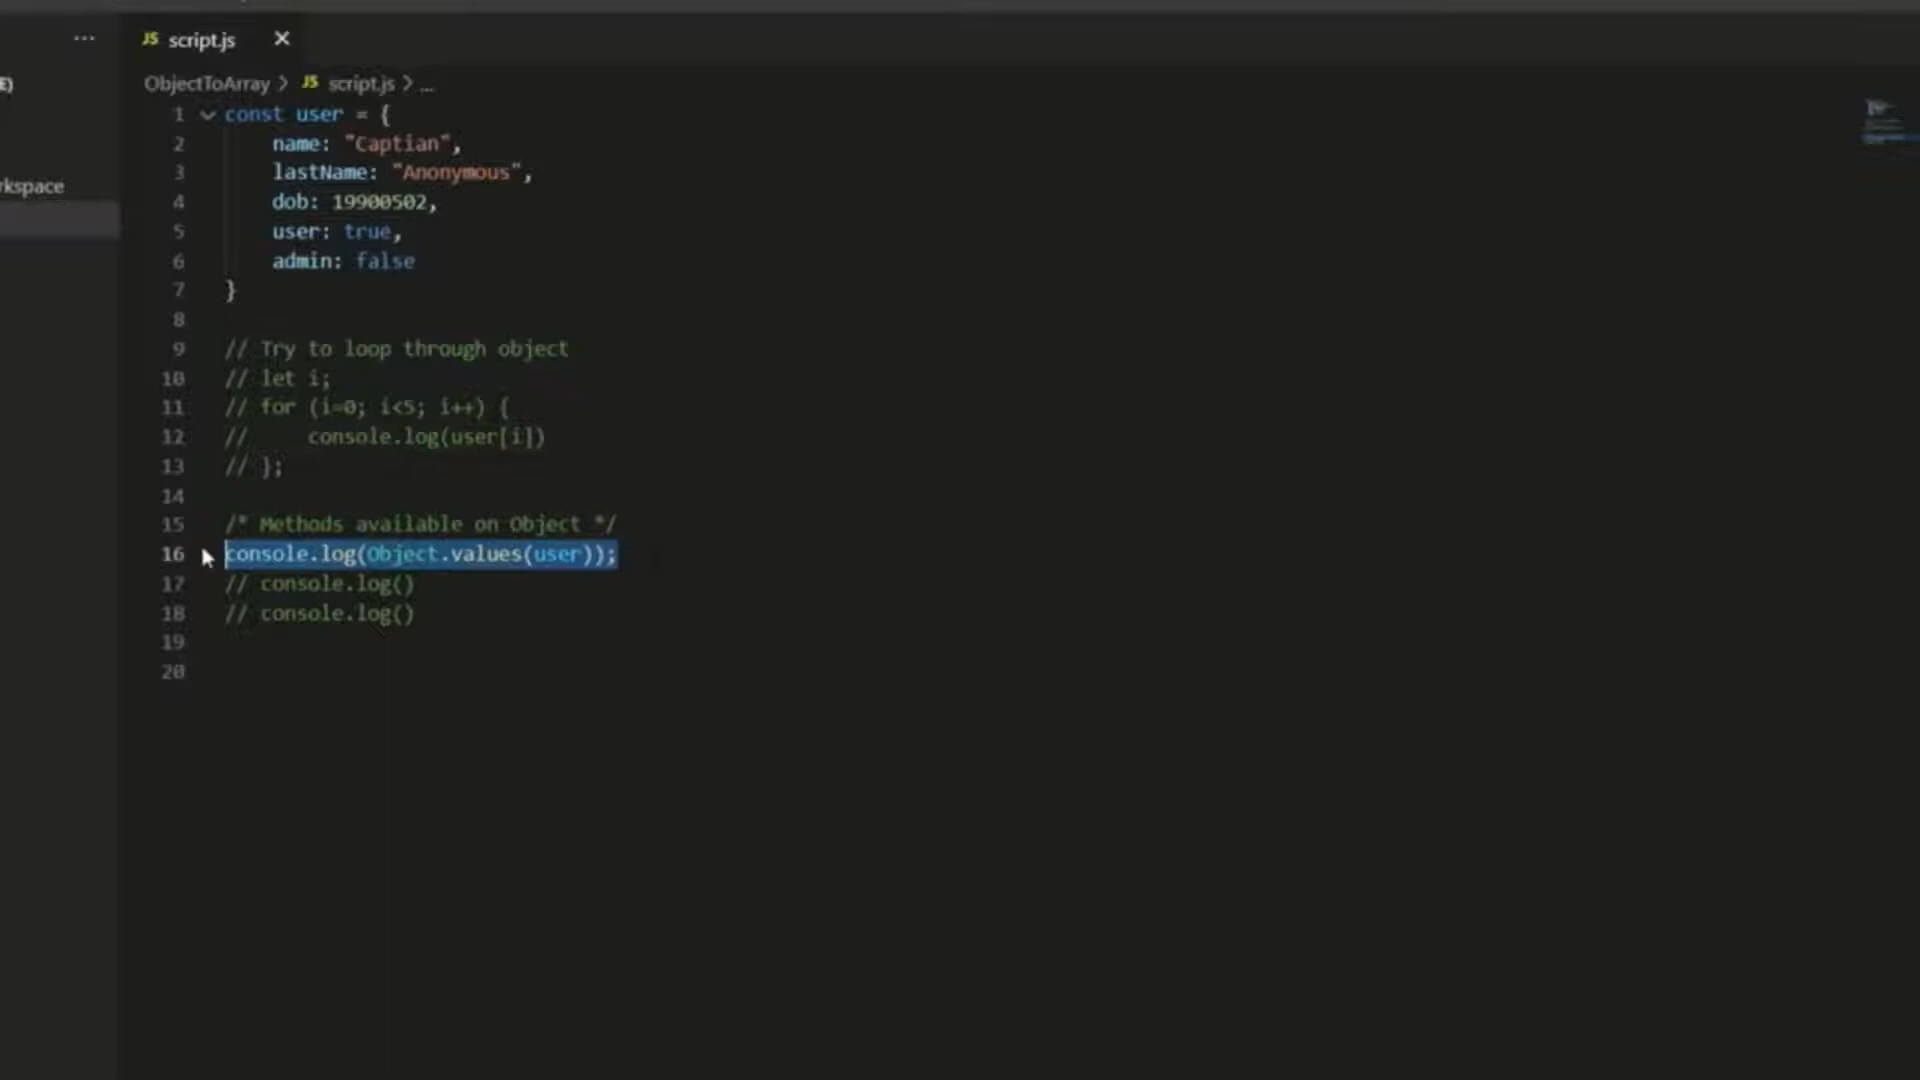 ... JS script.js ×
E) ObjectToArray > JS script.js > ...
1 const user = {
2 name: "Captian",
3 lastName: "Anonymous",
rkspace
4 dob: 19900502,
5 user: true,
6 admin: false
7 }
8
9 // Try to loop through object
10 // let i;
11 // for (i=0; i<5; i++) {
12 // console.log(user[i])
13 // };
14
15 /* Methods available on Object */
16 console.log(Object.values(user));
17 // console.log()
18 // console.log()
19
20